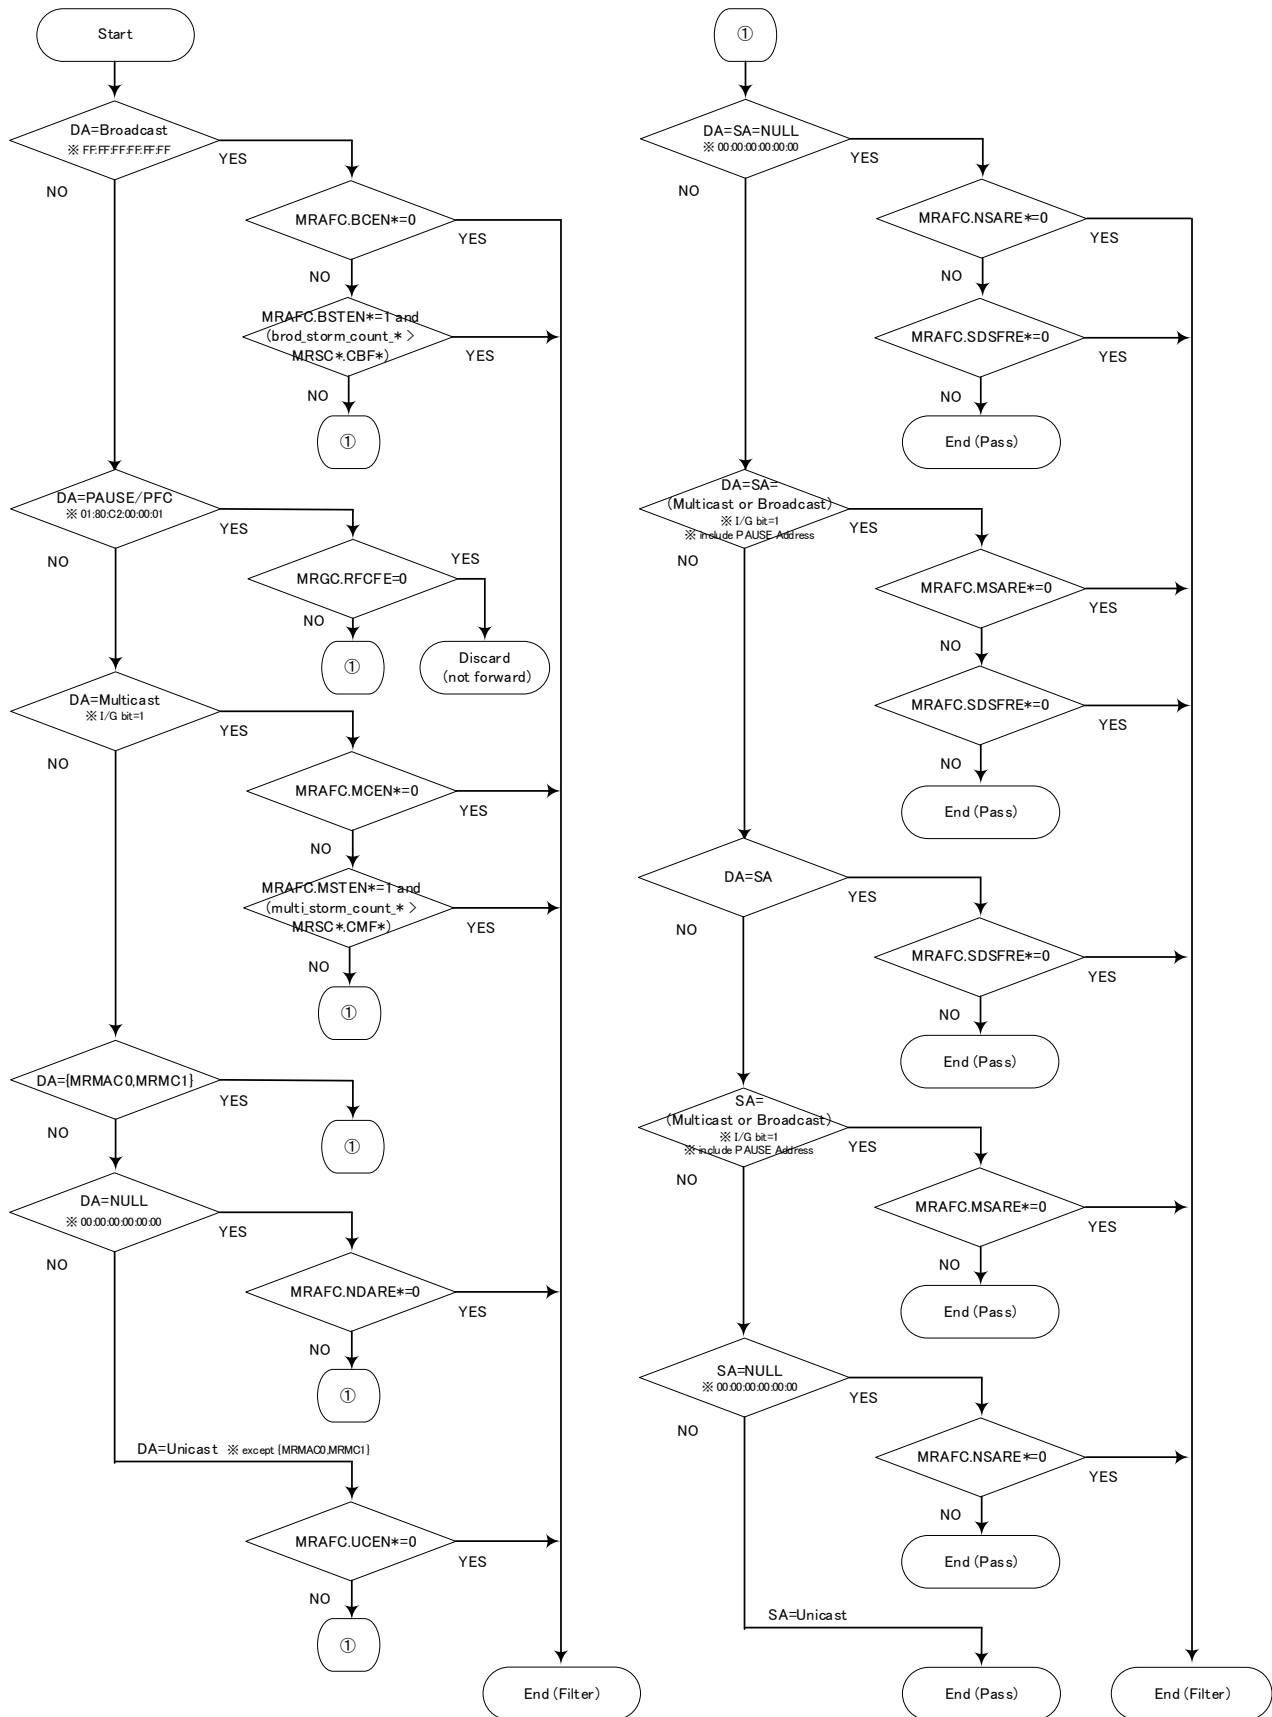 Start
DA=Broadcast
※ FF:FF:FF:FF:FF:FF
YES
NO
MRAFC.BCEN*=0
YES
NO
MRAFC.BSTEN*=1 and
(brod_storm_count_* >
MRSC*.CBF*)
YES
NO
①
DA=PAUSE/PFC
※ 01:80:C2:00:00:01
YES
NO
MRGC.RFCFE=0
YES
NO
①
Discard
(not forward)
DA=Multicast
※ I/G bit=1
YES
NO
MRAFC.MCEN*=0
YES
NO
MRAFC.MSTEN*=1 and
(multi_storm_count_* >
MRSC*.CMF*)
YES
NO
①
DA={MRMAC0,MRMC1}
YES
NO
①
DA=NULL
※ 00:00:00:00:00:00
YES
NO
MRAFC.NDARE*=0
YES
NO
①
DA=Unicast ※ except {MRMAC0,MRMC1}
MRAFC.UCEN*=0
YES
NO
①
End (Filter)
①
DA=SA=NULL
※ 00:00:00:00:00:00
YES
NO
MRAFC.NSARE*=0
YES
NO
MRAFC.SDSFRE*=0
YES
NO
End (Pass)
DA=SA=
(Multicast or Broadcast)
※ I/G bit=1
※ include PAUSE Address
YES
NO
MRAFC.MSARE*=0
YES
NO
MRAFC.SDSFRE*=0
YES
NO
End (Pass)
DA=SA
YES
NO
MRAFC.SDSFRE*=0
YES
NO
End (Pass)
SA=
(Multicast or Broadcast)
※ I/G bit=1
※ include PAUSE Address
YES
NO
MRAFC.MSARE*=0
YES
NO
End (Pass)
SA=NULL
※ 00:00:00:00:00:00
YES
NO
MRAFC.NSARE*=0
YES
NO
End (Pass)
SA=Unicast
End (Pass)
End (Filter)